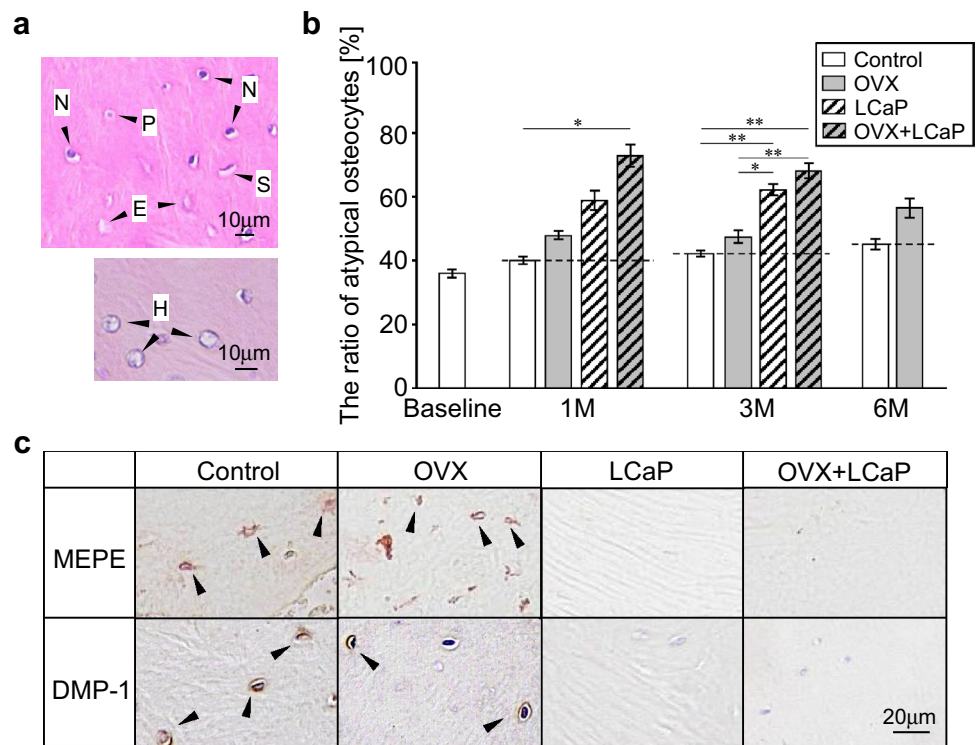 a
N
N
P
S
E
10μm
H
10μm
b
The ratio of atypical osteocytes [%]
100
80
60
40
20
0
Control
OVX
LCaP
OVX+LCaP
*
**
**
**
*
Baseline 1M 3M 6M
c
Control OVX LCaP OVX+LCaP
MEPE
DMP-1
20μm